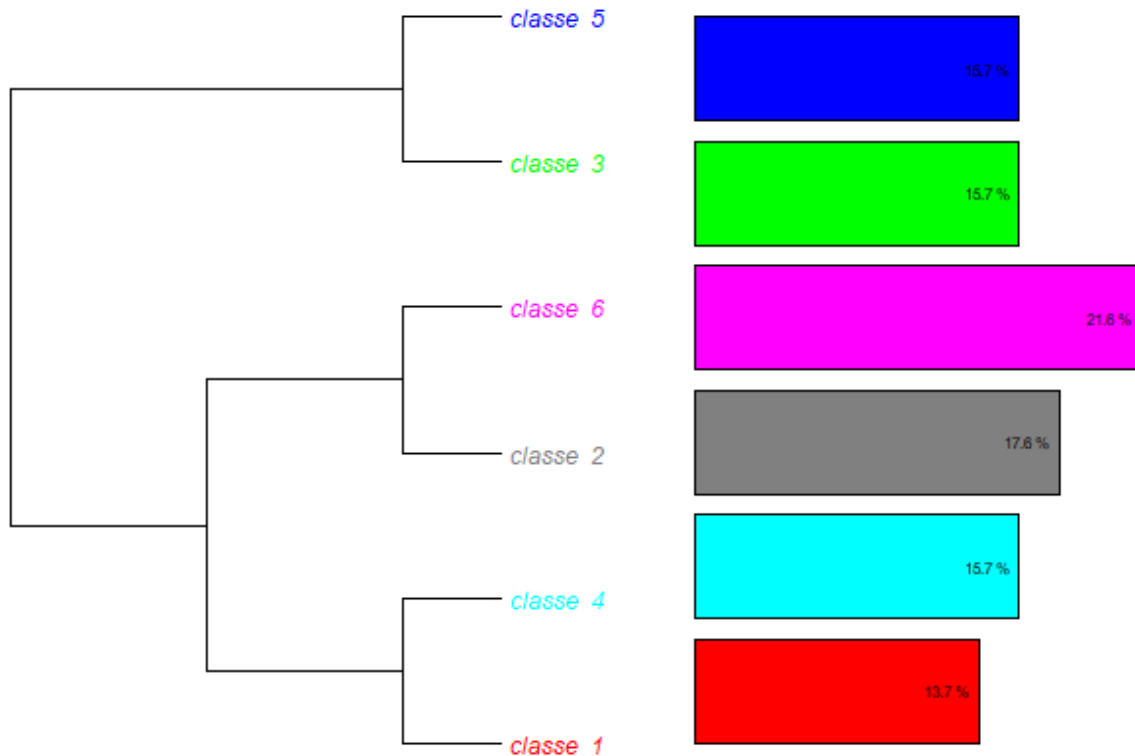 classe 5
15.7 %
classe 3
15.7 %
classe 6
21.6 %
classe 2
17.6 %
classe 4
15.7 %
classe 1
13.7 %